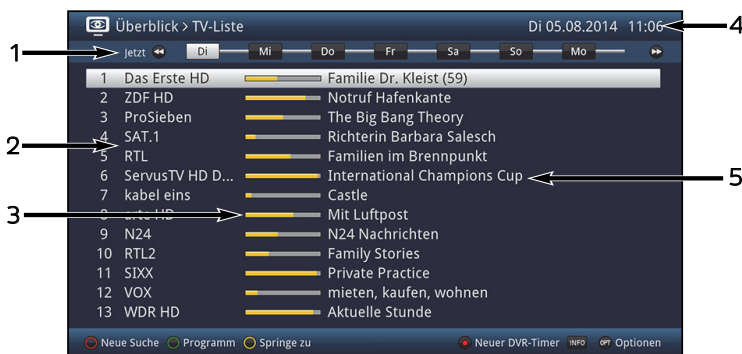 Überblick > TV-Liste Di 05.08.2014 11:06 4
1 Jetzt Di Mi Do Fr Sa So Mo
1 Das Erste HD Familie Dr. Kleist (59)
2 ZDF HD Notruf Hafenkante
3 ProSieben The Big Bang Theory
4 SAT.1 Richterin Barbara Salesch
2
5 RTL Familien im Brennpunkt
6 ServusTV HD D... International Champions Cup 5
7 kabel eins Castle
3 8 arte HD Mit Luftpost
9 N24 N24 Nachrichten
10 RTL2 Family Stories
11 SIXX Private Practice
12 VOX mieten, kaufen, wohnen
13 WDR HD Aktuelle Stunde
Neue Suche Programm Springe zu Neuer DVR-Timer INFO OPT Optionen